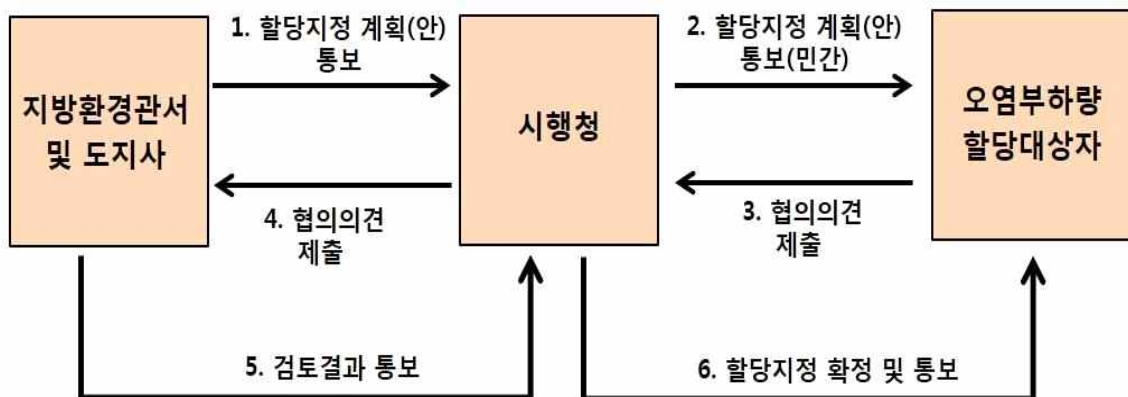 1. 할당지정 계획(안)
통보
2. 할당지정 계획(안)
통보(민간)
지방환경관서
및 도지사
시행청
오염부하량
할당대상자
4. 협의의견
제출
3. 협의의견
제출
5. 검토결과 통보
6. 할당지정 확정 및 통보